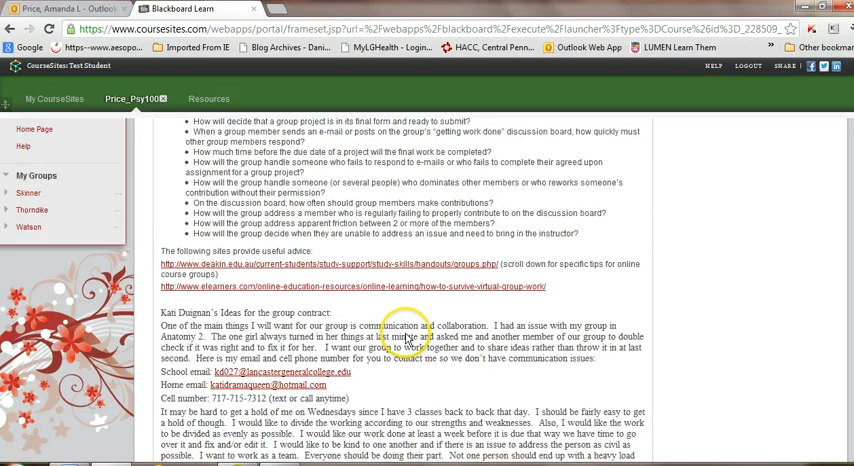 Price, Amanda L - Outloo
Blackboard Learn
https://www.coursesites.com/webapps/portal/frameset.jsp?url=%2Fwebapps%2Fblackboard%2Fexecute%2Flauncher%3Ftype%3DCourse%26id%3D_228509_
Google
https--www.aesopo...
Imported From IE
Blog Archives - Dani...
MyLGHealth - Login...
HACC, Central Penn...
Outlook Web App
LUMEN Learn Them
Other bookmar
CourseSites: Test Student
HELP
LOGOUT
SHARE
My CourseSites
Price_Psy100
Resources
Home Page
Help
My Groups
Skinner
Thorndike
Watson
How will decide that a group project is in its final form and ready to submit?
When a group member sends an e-mail or posts on the group's "getting work done" discussion board, how quickly must
other group members respond?
How much time before the due date of a project will the final work be completed?
How will the group handle someone who fails to respond to e-mails or who fails to complete their agreed upon
assignment for a group project?
How will the group handle someone (or several people) who dominates other members or who reworks someone's
contribution without their permission?
On the discussion board, how often should group members make contributions?
How will the group address a member who is regularly failing to properly contribute to on the discussion board?
How will the group address apparent friction between 2 or more of the members?
How will the group decide when they are unable to address an issue and need to bring in the instructor?
The following sites provide useful advice:
http://www.deakin.edu.au/current-students/study-support/study-skills/handouts/groups.php/ (scroll down for specific tips for online
course groups)
http://www.elearners.com/online-education-resources/online-learning/how-to-survive-virtual-group-work/
Kati Duignan's Ideas for the group contract:
One of the main things I will want for our group is communication and collaboration. I had an issue with my group in
Anatomy 2. The one girl always turned in her things at last minute and asked me and another member of our group to double
check if it was right and to fix it for her. I want our group to work together and to share ideas rather than throw it in at last
second. Here is my email and cell phone number for you to contact me so we don't have communication issues:
School email: kd027@lancastergeneralcollege.edu
Home email: katidramaqueen@hotmail.com
Cell number: 717-715-7312 (text or call anytime)
It may be hard to get a hold of me on Wednesdays since I have 3 classes back to back that day. I should be fairly easy to get
a hold of though. I would like to divide the working according to our strengths and weaknesses. Also, I would like the work
to be divided as evenly as possible. I would like our work done at least a week before it is due that way we have time to go
over it and fix and/or edit it. I would like to be kind to one another and if there is an issue to address the person as civil as
possible. I want to work as a team. Everyone should be doing their part. Not one person should end up with a heavy load